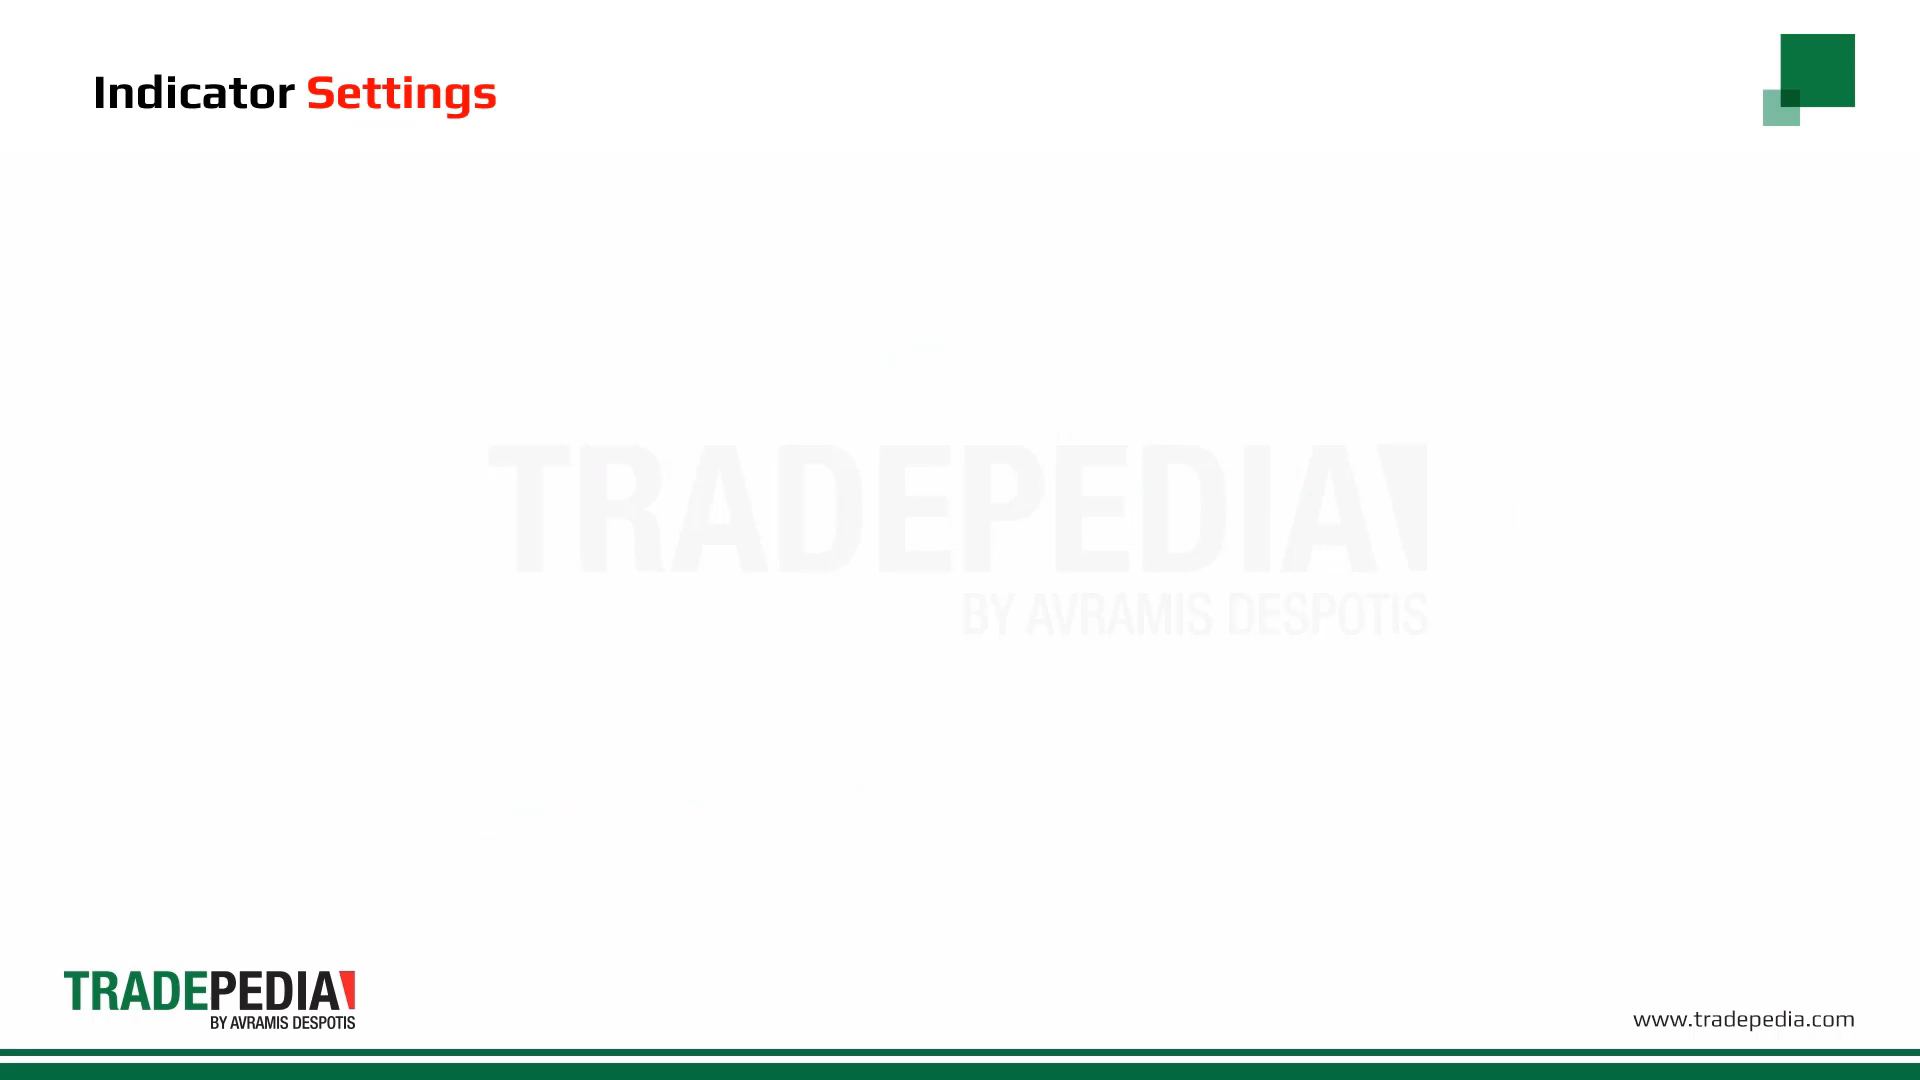 Indicator Settings
TRADEPEDIA
BY AVRAMIS DESPOTIS
TRADEPEDIA
BY AVRAMIS DESPOTIS
www.tradepedia.com